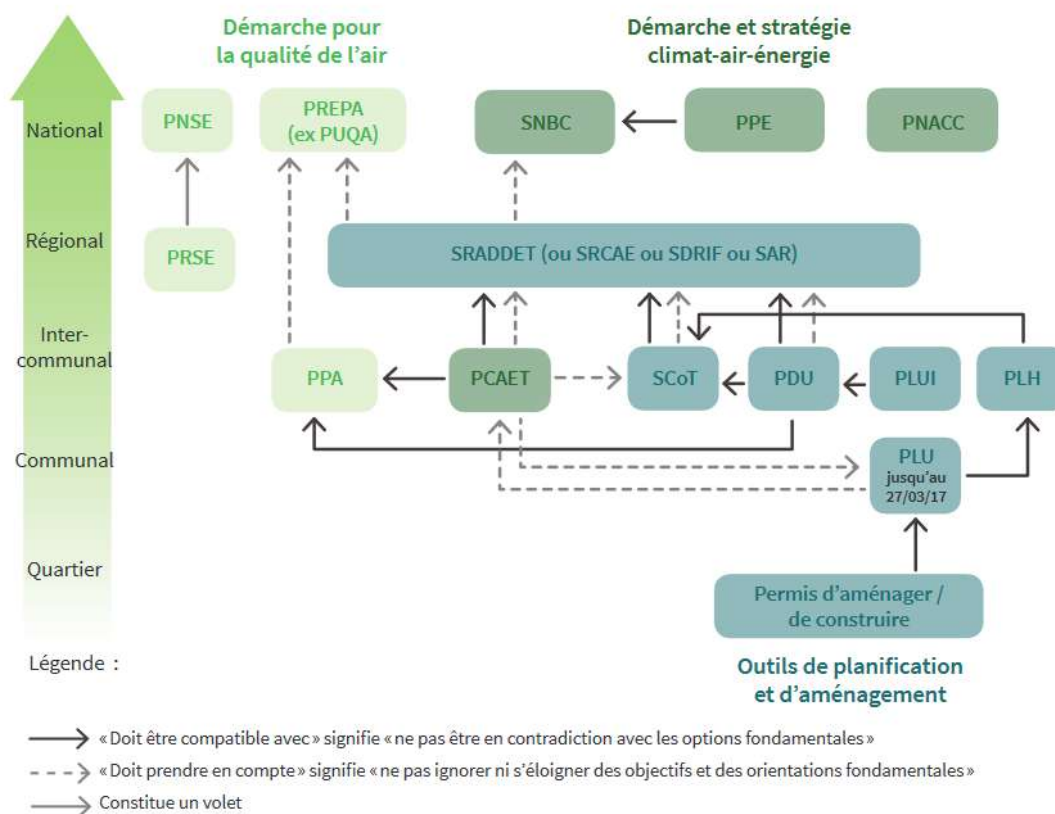 Démarche pour
la qualité de l’air
Démarche et stratégie
climat-air-énergie
National
PNSE
PREPA
(ex PUQA)
SNBC
PPE
PNACC
Régional
PRSE
SRADDET (ou SRCAE ou SDRIF ou SAR)
Inter-
communal
PPA
PCAET
SCoT
PDU
PLUI
PLH
Communal
PLU
jusqu'au
27/03/17
Quartier
Permis d’aménager /
de construire
Légende :
Outils de planification
et d’aménagement
« Doit être compatible avec » signifie « ne pas être en contradiction avec les options fondamentales »
« Doit prendre en compte » signifie « ne pas ignorer ni s’éloigner des objectifs et des orientations fondamentales »
Constitue un volet